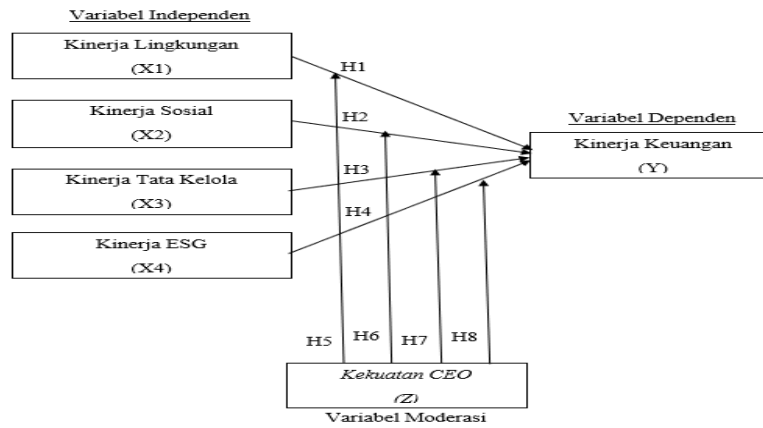 Variabel Independen
Kinerja Lingkungan
(X1)
H1
Kinerja Sosial
(X2)
H2
Variabel Dependen
Kinerja Keuangan
(Y)
Kinerja Tata Kelola
(X3)
H3
H4
Kinerja ESG
(X4)
H5
H6
H7
H8
Kekuatan CEO
(Z)
Variabel Moderasi